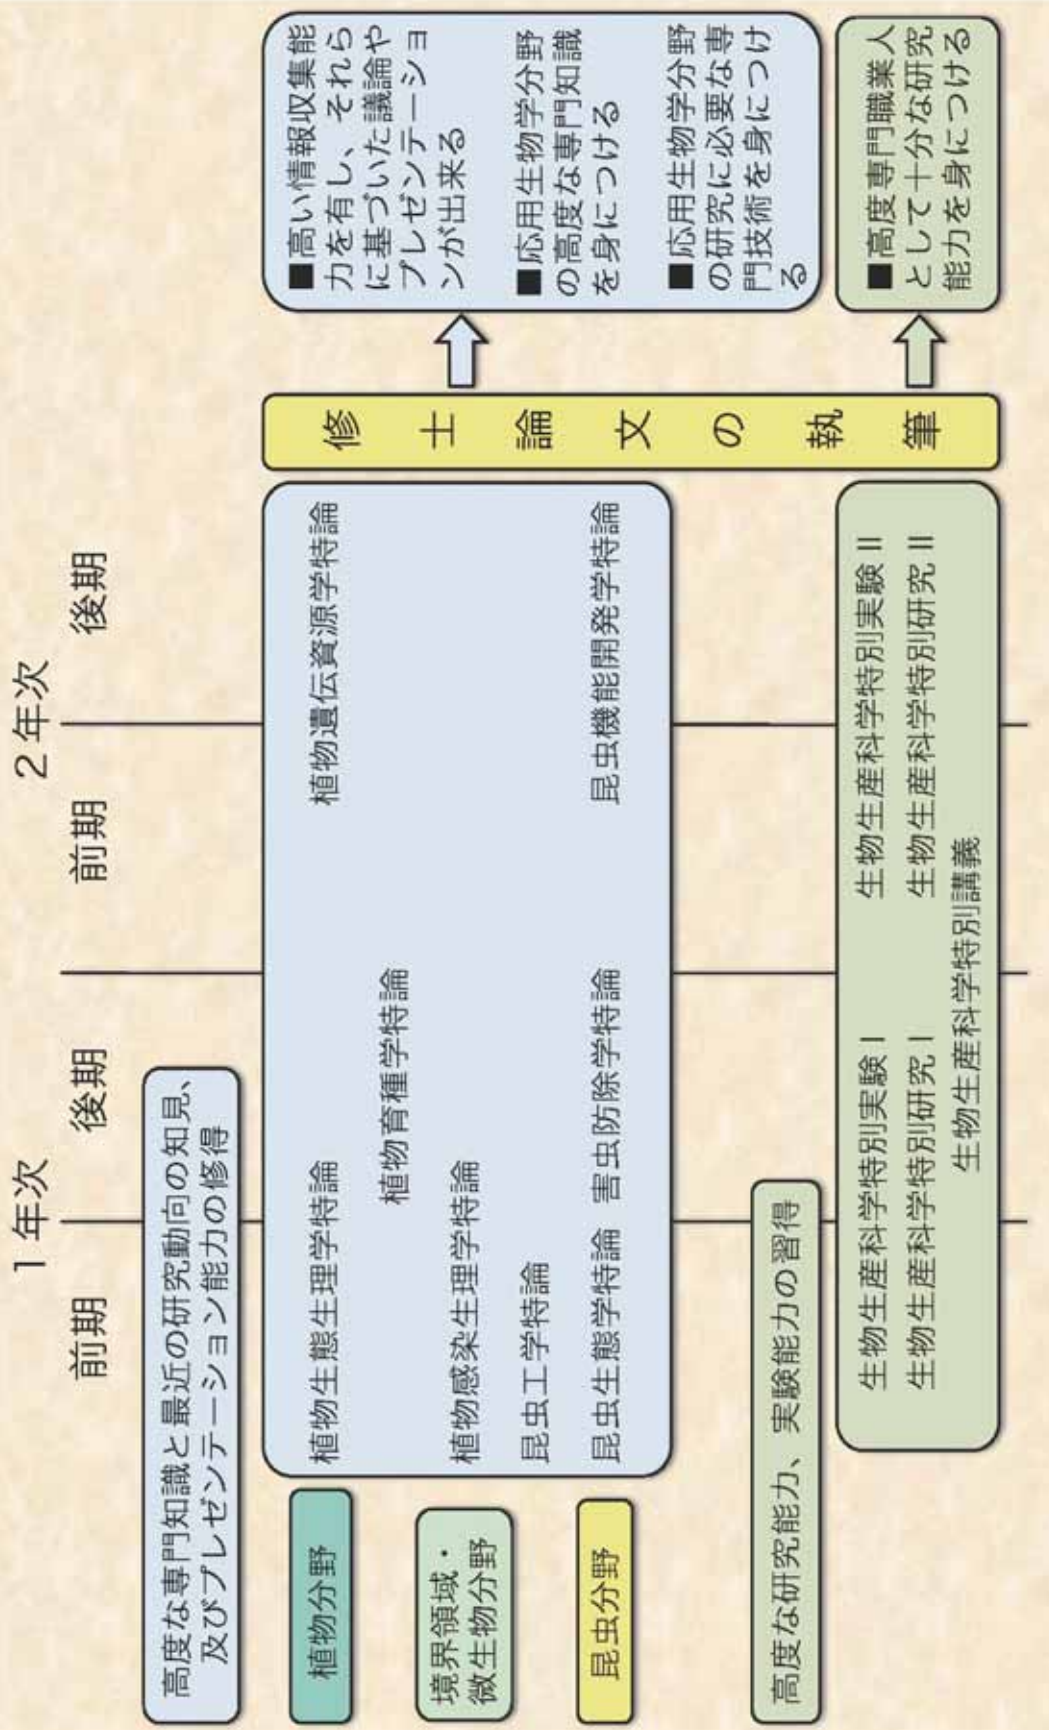 1年次
2年次
前期
後期
前期
後期
高度な専門知識と最近の研究動向の知見、
及びプレゼンテーション能力の修得
植物分野
境界領域・
微生物分野
昆虫分野
植物生態生理学特論
植物遺伝資源学特論
植物育種学特論
植物感染生理学特論
昆虫工学特論
昆虫生態学特論
害虫防除学特論
昆虫機能開発学特論
高度な研究能力、実験能力の習得
生物生産科学特別実験Ⅰ
生物生産科学特別実験Ⅱ
生物生産科学特別研究Ⅰ
生物生産科学特別研究Ⅱ
生物生産科学特別講義
修士論文の執筆
■高い情報収集能
力を有し、それら
に基づいた議論や
プレゼンテーショ
ンが出来る
■応用生物学分野
の高度な専門知識
を身につける
■応用生物学分野
の研究に必要な専
門技術を身につけ
る
■高度専門職業人
として十分な研究
能力を身につける